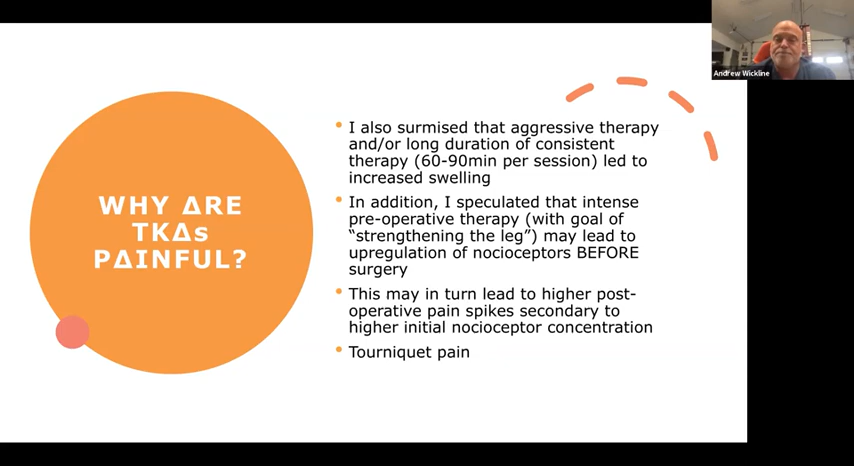 Andrew Wickline
WHY ΔRE
TKΔs
PΔINFUL?
• I also surmised that aggressive therapy
and/or long duration of consistent
therapy (60-90min per session) led to
increased swelling
• In addition, I speculated that intense
pre-operative therapy (with goal of
“strengthening the leg”) may lead to
upregulation of nocioceptors BEFORE
surgery
• This may in turn lead to higher post-
operative pain spikes secondary to
higher initial nocioceptor concentration
• Tourniquet pain